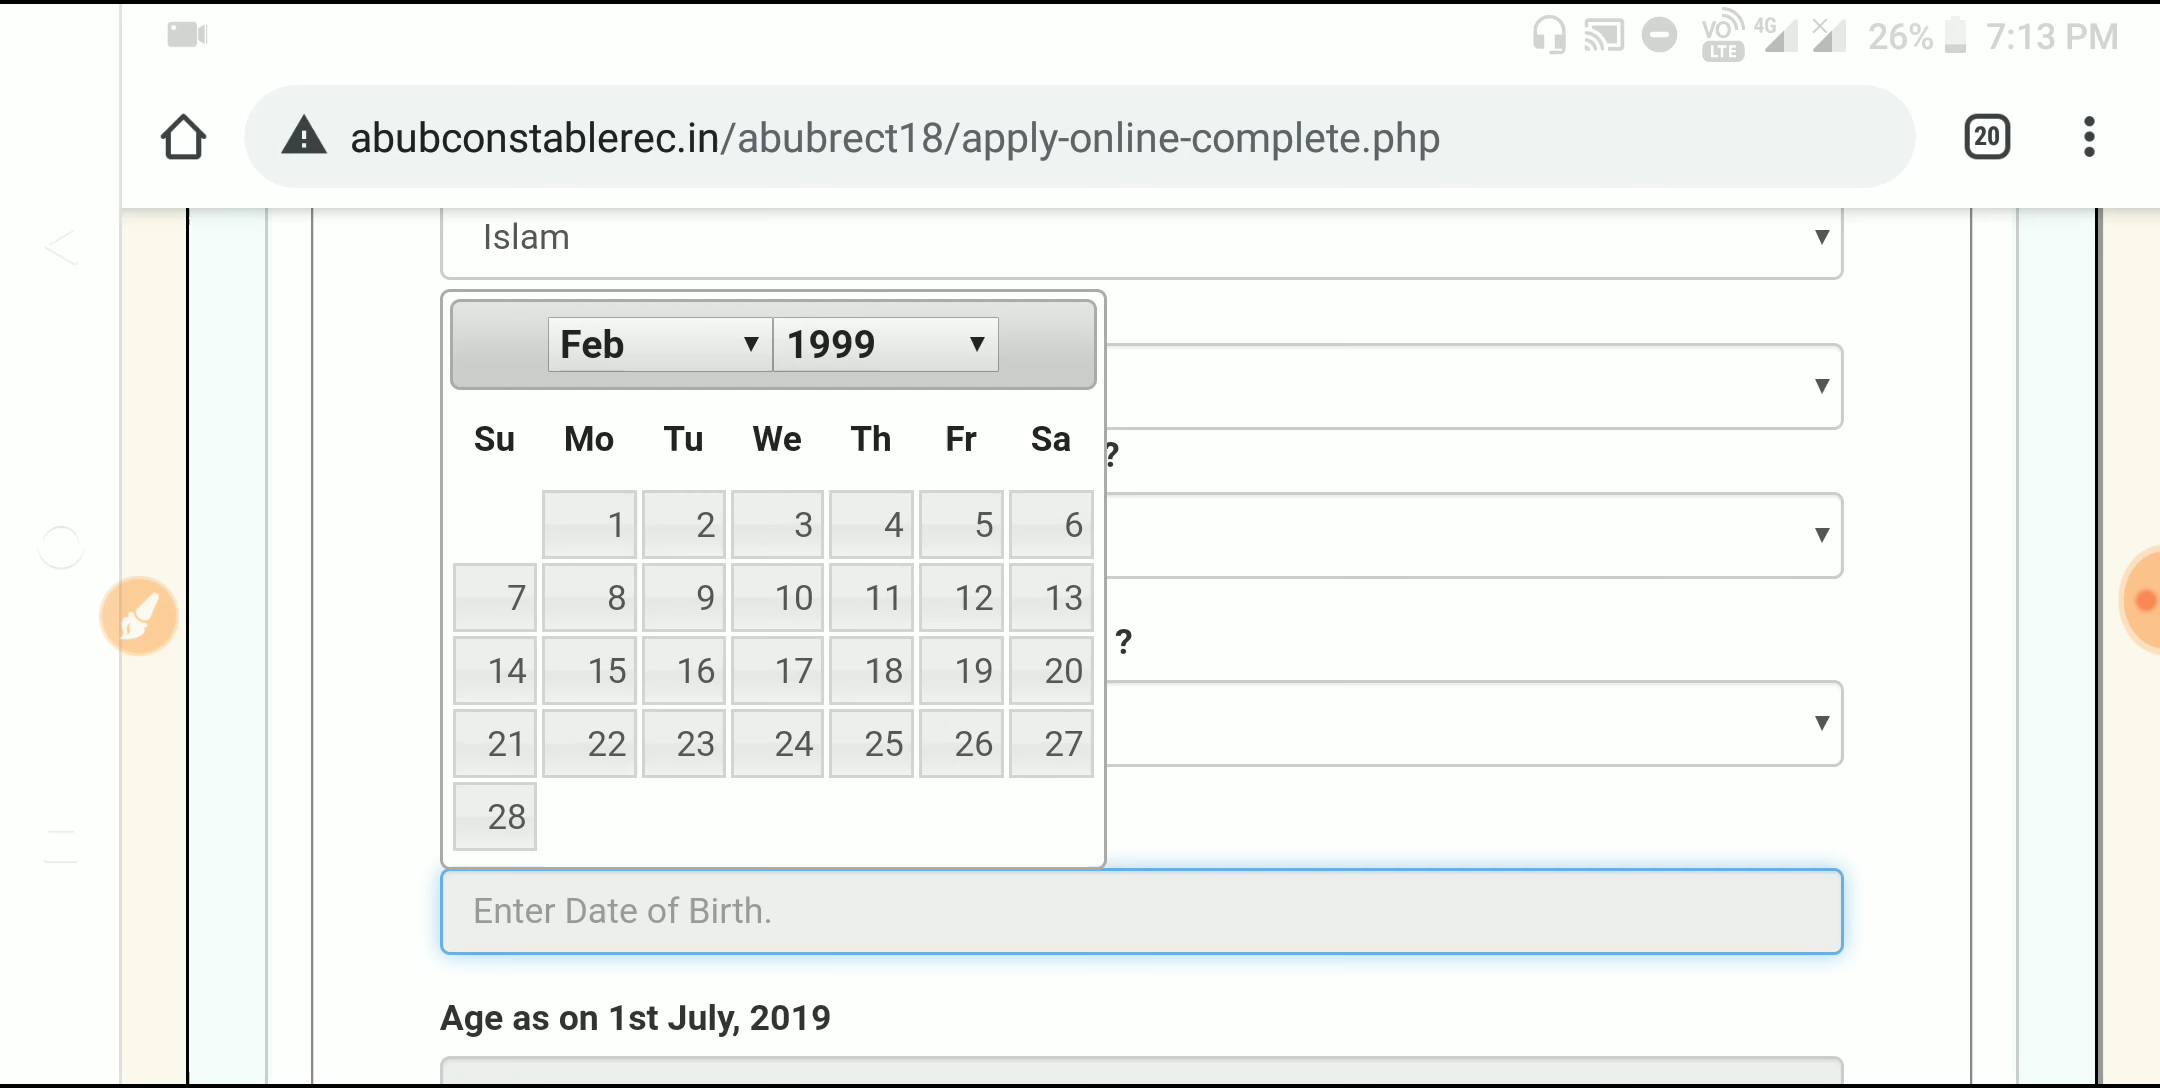 VO LTE 4G 26% 7:13 PM
abubconstablerec.in/abubrect18/apply-online-complete.php 20
Islam
Feb 1999
Su Mo Tu We Th Fr Sa
?
1 2 3 4 5 6
7 8 9 10 11 12 13
?
14 15 16 17 18 19 20
21 22 23 24 25 26 27
28
Enter Date of Birth.
Age as on 1st July, 2019